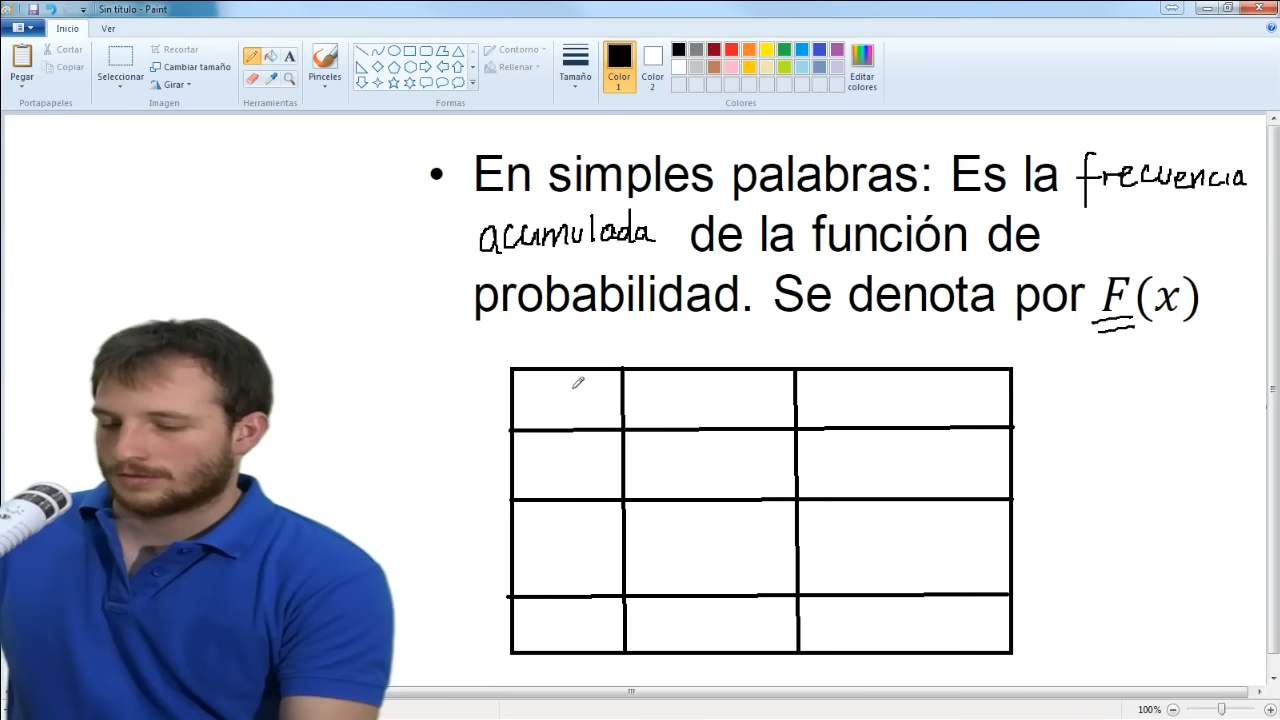 Sin título - Paint
Inicio Ver
Pegar
Cortar
Copiar
Portapapeles
Seleccionar
Recortar
Cambiar tamaño
Girar
Imagen
A
Herramientas
Pinceles
Contorno
Rellenar
Formas
Tamaño
Color 1
Color 2
Editar colores
Colores
• En simples palabras: Es la frecuencia
acumulada de la función de
probabilidad. Se denota por F(x)
100%